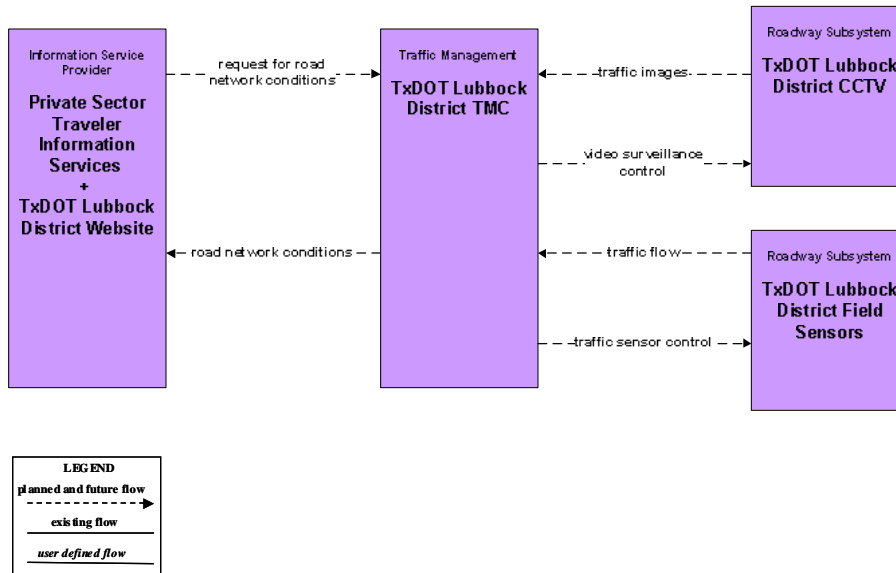 Information Service
Provider
Private Sector
Traveler
Information
Services
+
TxDOT Lubbock
District Website
request for road
network conditions
road network conditions
Traffic Management
TxDOT Lubbock
District TMC
traffic images
video surveillance
control
traffic flow
traffic sensor control
Roadway Subsystem
TxDOT Lubbock
District CCTV
Roadway Subsystem
TxDOT Lubbock
District Field
Sensors
LEGEND
planned and future flow
existing flow
user defined flow